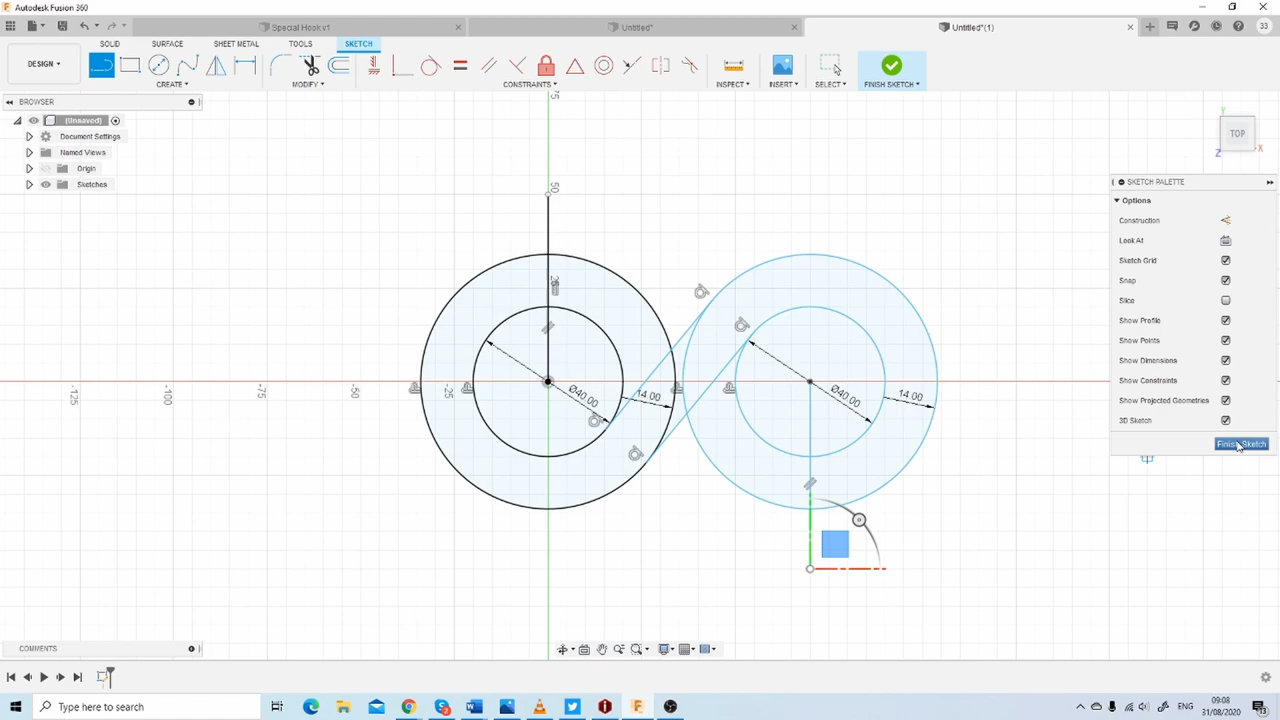 Autodesk Fusion 360
Special Hook v1
Untitled*
Untitled*(1)
33
DESIGN
SOLID
SURFACE
SHEET METAL
TOOLS
SKETCH
CREATE
MODIFY
CONSTRAINTS
INSPECT
INSERT
SELECT
FINISH SKETCH
BROWSER
(Unsaved)
Document Settings
Named Views
Origin
Sketches
TOP
Y
X
Z
SKETCH PALETTE
Options
Construction
Look At
Sketch Grid
Snap
Slice
Show Profile
Show Points
Show Dimensions
Show Constraints
Show Projected Geometries
3D Sketch
Finish Sketch
75
50
-125
-100
-75
-50
-25
Ø40.00
14.00
Ø40.00
14.00
COMMENTS
Type here to search
ENG
09:08
31/08/2020